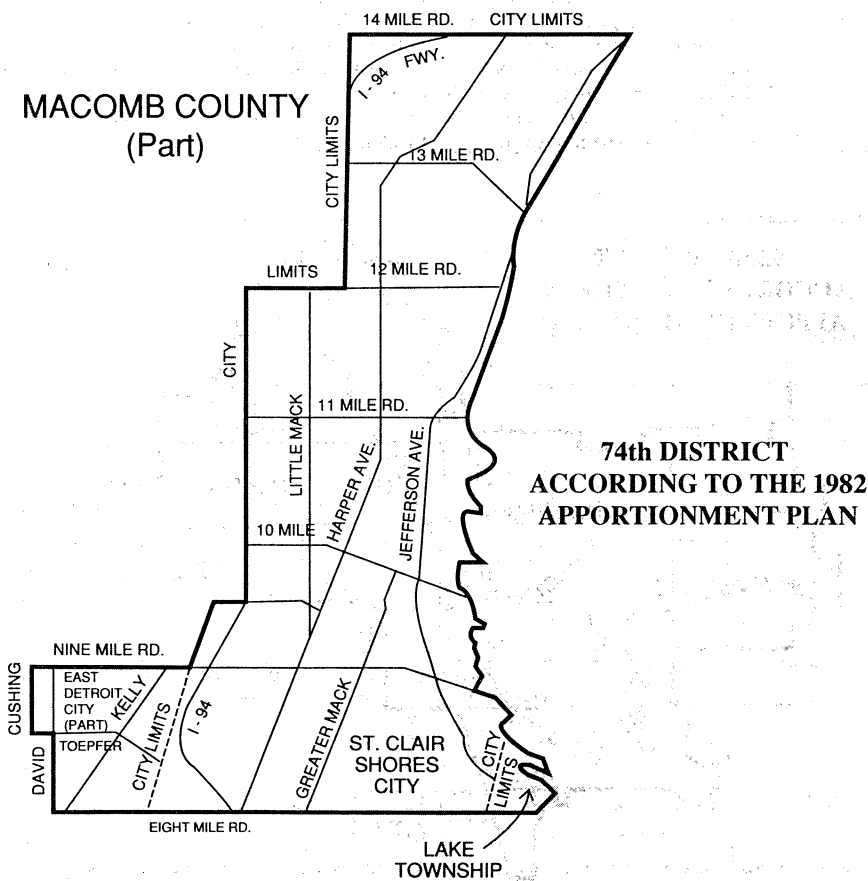 14 MILE RD.
CITY LIMITS
I - 94
FWY.
MACOMB COUNTY
(Part)
CITY LIMITS
13 MILE RD.
LIMITS
12 MILE RD.
CITY
LITTLE MACK
11 MILE RD.
HARPER AVE.
JEFFERSON AVE.
74th DISTRICT
ACCORDING TO THE 1982
APPORTIONMENT PLAN
10 MILE
NINE MILE RD.
CUSHING
EAST
DETROIT
CITY
(PART)
KELLY
CITY LIMITS
I - 94
GREATER MACK
ST. CLAIR
SHORES
CITY
CITY
LIMITS
TOEPFER
DAVID
EIGHT MILE RD.
LAKE
TOWNSHIP